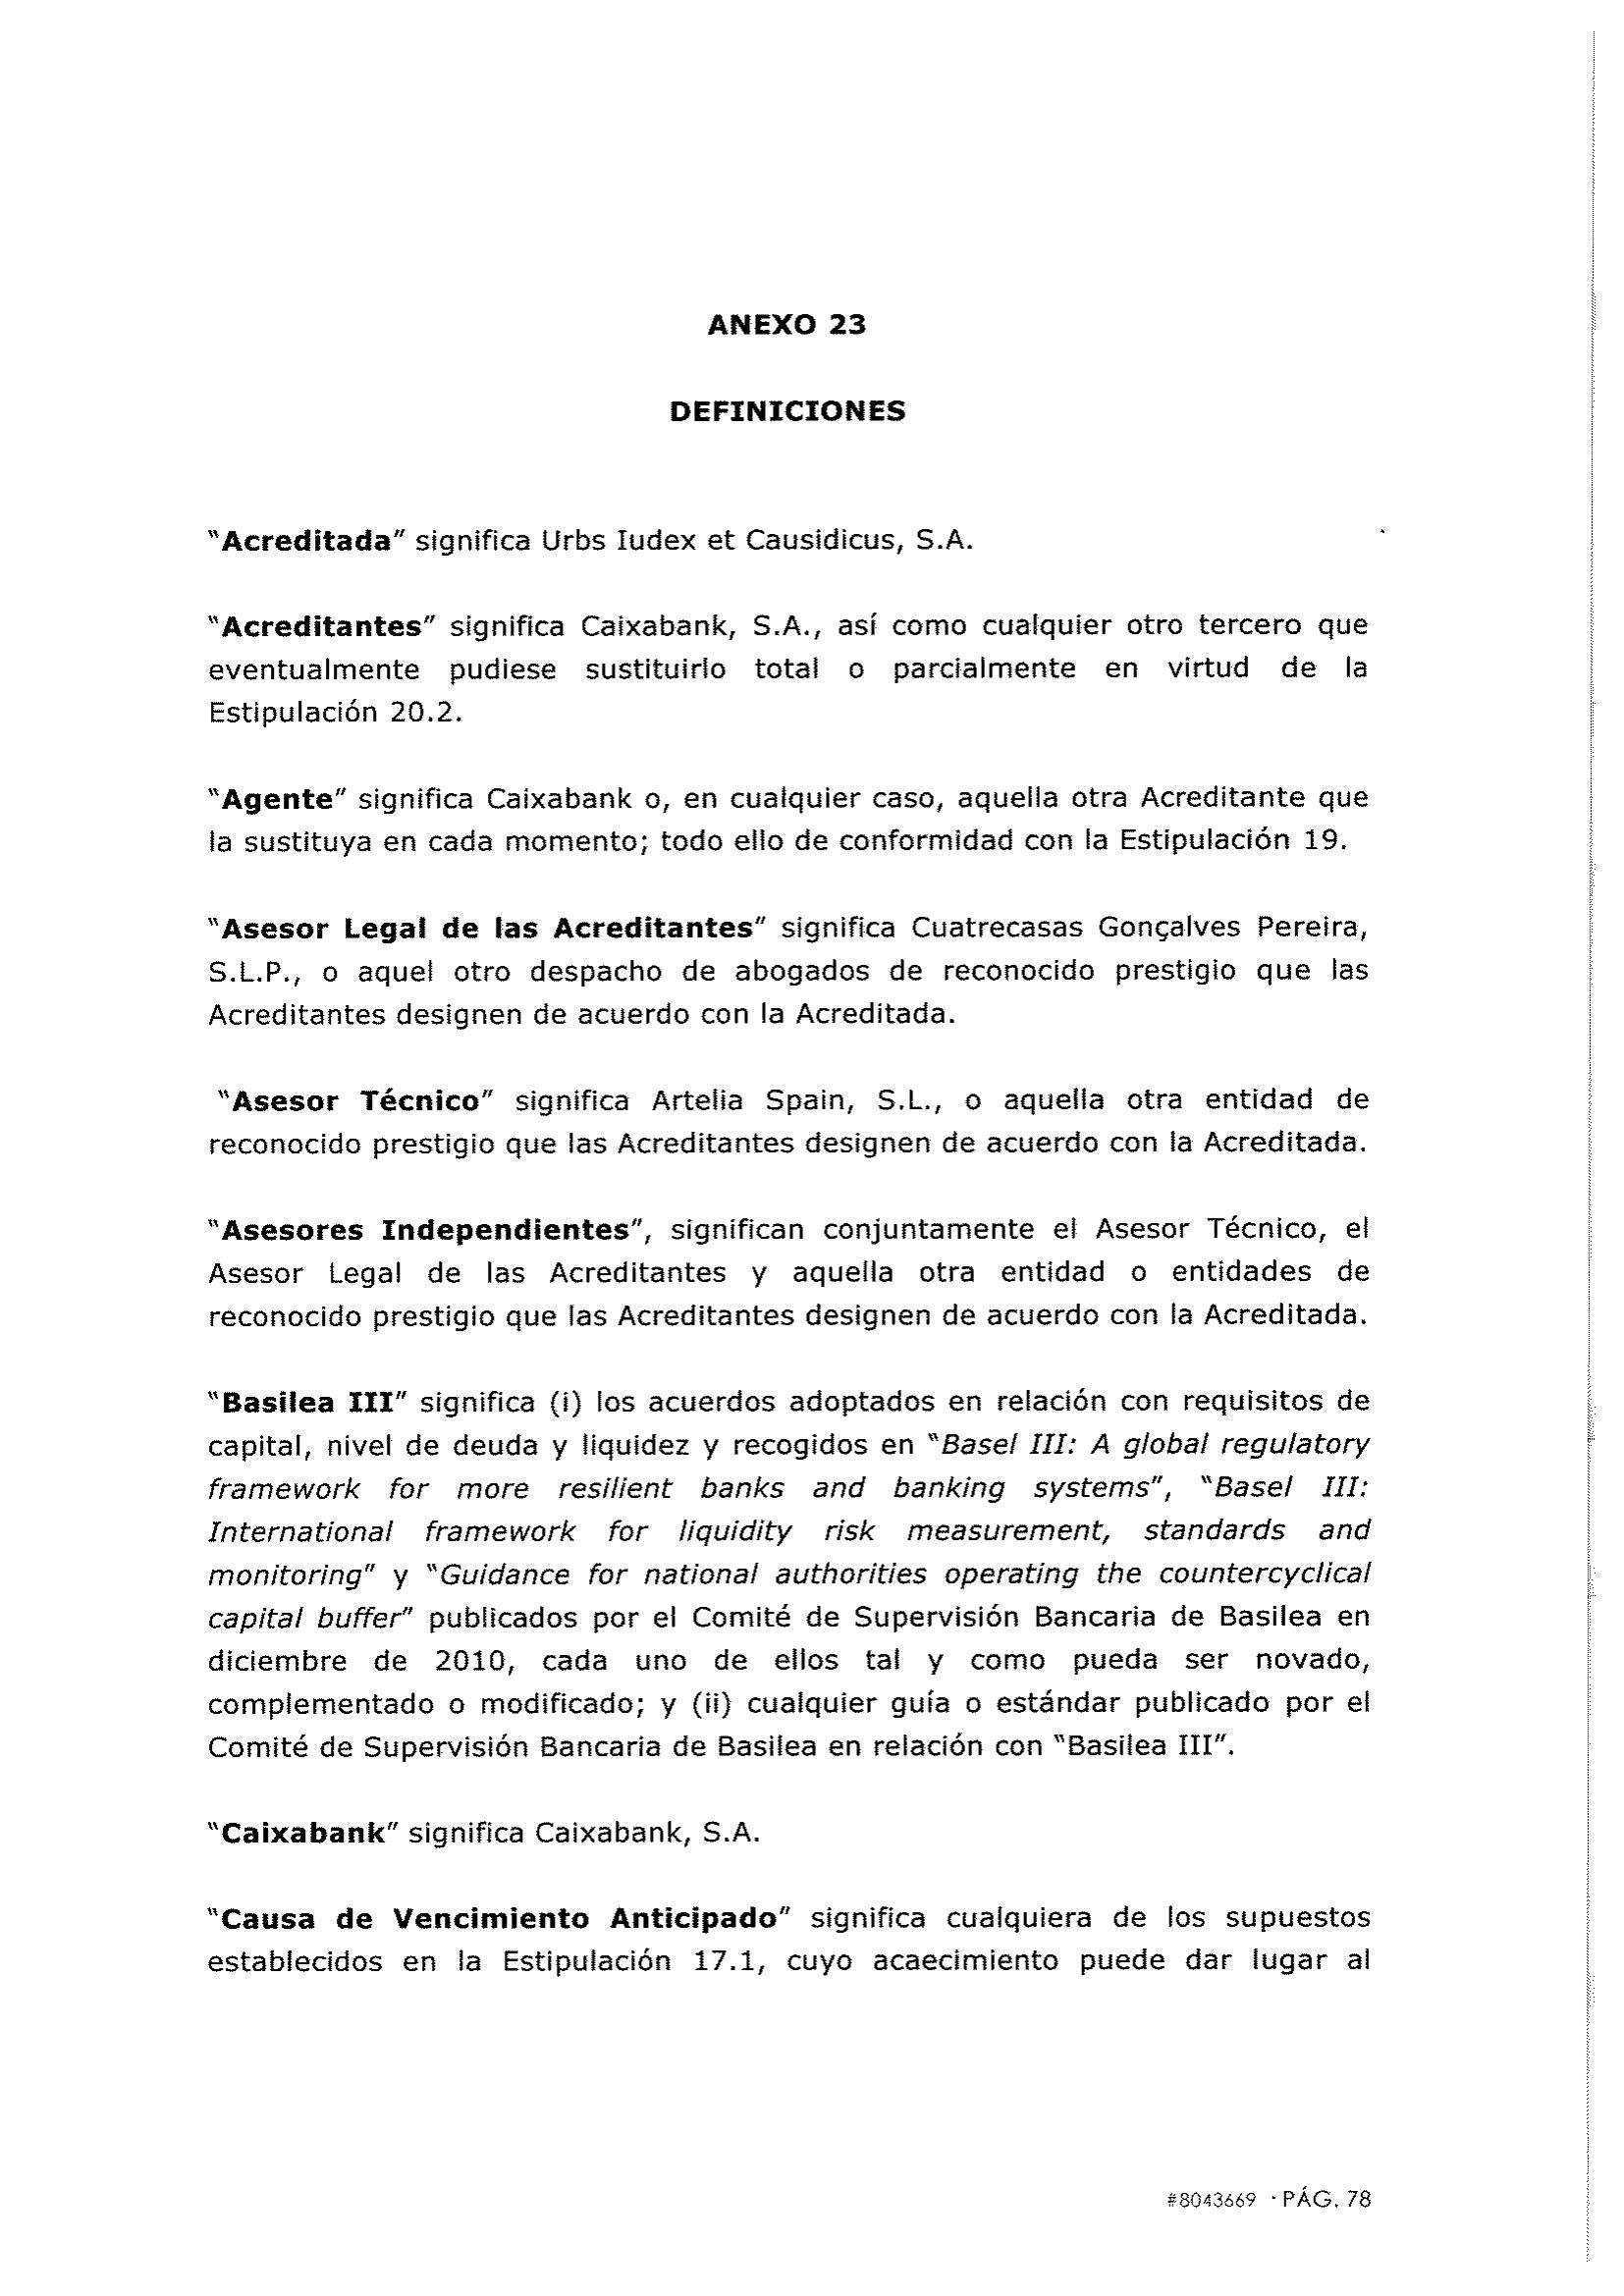 ANEXO 23
DEFINICIONES
"Acreditada" significa Urbs Iudex et Causidicus, S.A.
"Acreditantes" significa Caixabank, S.A., así como cualquier otro tercero que
eventualmente pudiese sustituirlo total o parcialmente en virtud de la
Estipulación 20.2.
"Agente" significa Caixabank o, en cualquier caso, aquella otra Acreditante que
la sustituya en cada momento; todo ello de conformidad con la Estipulación 19.
"Asesor Legal de las Acreditantes" significa Cuatrecasas Gonçalves Pereira,
S.L.P., o aquel otro despacho de abogados de reconocido prestigio que las
Acreditantes designen de acuerdo con la Acreditada.
"Asesor Técnico" significa Artelia Spain, S.L., o aquella otra entidad de
reconocido prestigio que las Acreditantes designen de acuerdo con la Acreditada.
"Asesores Independientes", significan conjuntamente el Asesor Técnico, el
Asesor Legal de las Acreditantes y aquella otra entidad o entidades de
reconocido prestigio que las Acreditantes designen de acuerdo con la Acreditada.
"Basilea III" significa (i) los acuerdos adoptados en relación con requisitos de
capital, nivel de deuda y liquidez y recogidos en "Basel III: A global regulatory
framework for more resilient banks and banking systems", "Basel III:
International framework for liquidity risk measurement, standards and
monitoring" y "Guidance for national authorities operating the countercyclical
capital buffer" publicados por el Comité de Supervisión Bancaria de Basilea en
diciembre de 2010, cada uno de ellos tal y como pueda ser novado,
complementado o modificado; y (ii) cualquier guía o estándar publicado por el
Comité de Supervisión Bancaria de Basilea en relación con "Basilea III".
"Caixabank" significa Caixabank, S.A.
"Causa de Vencimiento Anticipado" significa cualquiera de los supuestos
establecidos en la Estipulación 17.1, cuyo acaecimiento puede dar lugar al
#8043669 · PÁG. 78